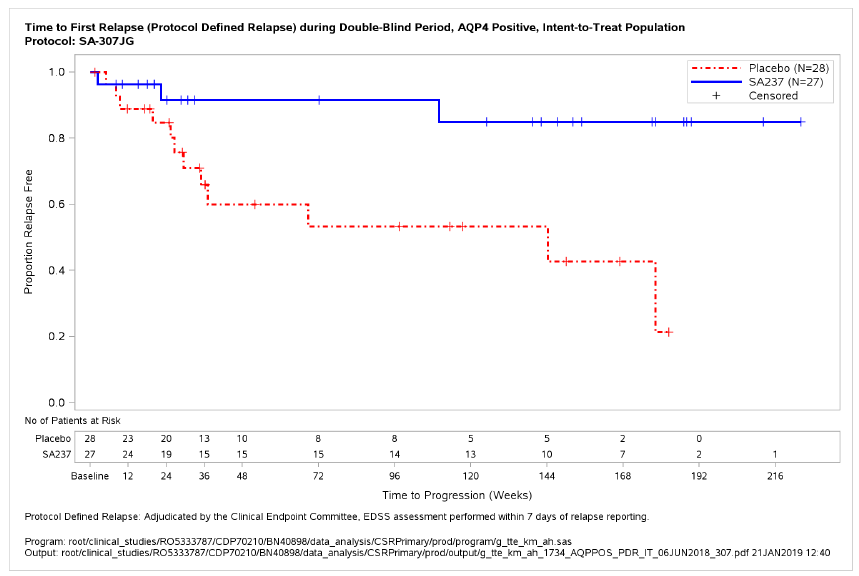 Time to First Relapse (Protocol Defined Relapse) during Double-Blind Period, AQP4 Positive, Intent-to-Treat Population
Protocol: SA-307JG
Placebo (N=28)
SA237 (N=27)
Censored
1.0
0.8
0.6
0.4
0.2
0.0
Proportion Relapse Free
No of Patients at Risk
Placebo 28 23 20 13 10 8 8 5 5 2 0
SA237 27 24 19 15 15 15 14 13 10 7 2 1
Baseline 12 24 36 48 72 96 120 144 168 192 216
Time to Progression (Weeks)
Protocol Defined Relapse: Adjudicated by the Clinical Endpoint Committee, EDSS assessment performed within 7 days of relapse reporting.
Program: root/clinical_studies/RO5333787/CDP70210/BN40898/data_analysis/CSRPrimary/prod/program/g_tte_km_ah.sas
Output: root/clinical_studies/RO5333787/CDP70210/BN40898/data_analysis/CSRPrimary/prod/output/g_tte_km_ah_1734_AQPPOS_PDR_IT_06JUN2018_307.pdf 21JAN2019 12:40